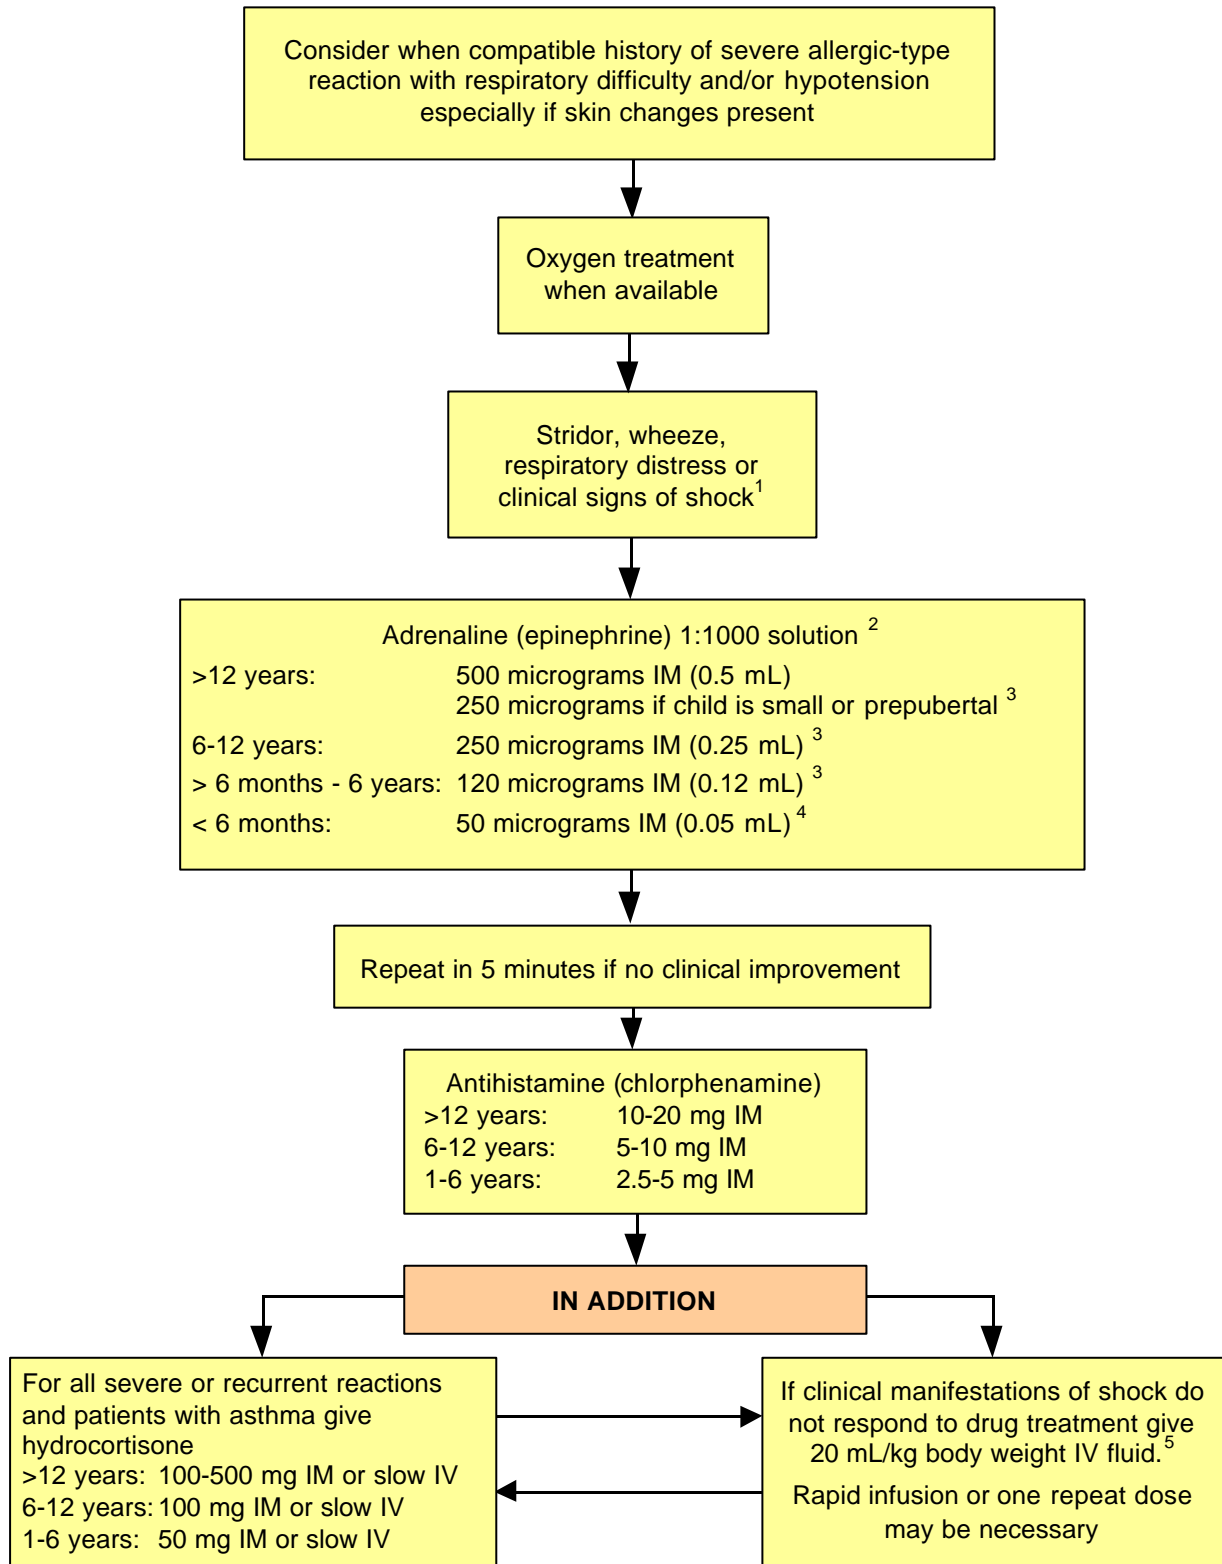 Consider when compatible history of severe allergic-type
reaction with respiratory difficulty and/or hypotension
especially if skin changes present
Oxygen treatment
when available
Stridor, wheeze,
respiratory distress or
clinical signs of shock1
Adrenaline (epinephrine) 1:1000 solution 2
>12 years: 500 micrograms IM (0.5 mL)
250 micrograms if child is small or prepubertal 3
6-12 years: 250 micrograms IM (0.25 mL) 3
> 6 months - 6 years: 120 micrograms IM (0.12 mL) 3
< 6 months: 50 micrograms IM (0.05 mL) 4
Repeat in 5 minutes if no clinical improvement
Antihistamine (chlorphenamine)
>12 years: 10-20 mg IM
6-12 years: 5-10 mg IM
1-6 years: 2.5-5 mg IM
IN ADDITION
For all severe or recurrent reactions
and patients with asthma give
hydrocortisone
>12 years: 100-500 mg IM or slow IV
6-12 years: 100 mg IM or slow IV
1-6 years: 50 mg IM or slow IV
If clinical manifestations of shock do
not respond to drug treatment give
20 mL/kg body weight IV fluid.5
Rapid infusion or one repeat dose
may be necessary